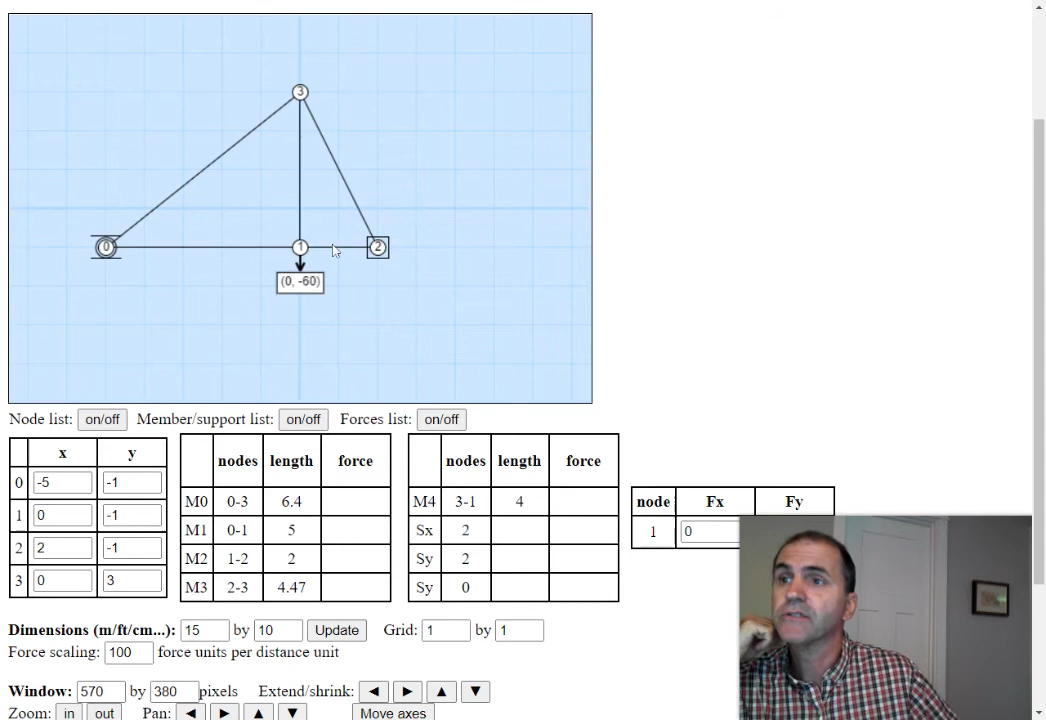 3
0 1 2
(0, -60)
Node list: on/off Member/support list: on/off Forces list: on/off
x y
0 -5 -1
1 0 -1
2 2 -1
3 0 3
nodes length force
M0 0-3 6.4
M1 0-1 5
M2 1-2 2
M3 2-3 4.47
nodes length force
M4 3-1 4
Sx 2
Sy 2
Sy 0
node Fx Fy
1 0
Dimensions (m/ft/cm...): 15 by 10 Update Grid: 1 by 1
Force scaling: 100 force units per distance unit
Window: 570 by 380 pixels Extend/shrink: ◄ ► ▲ ▼
Zoom: in out Pan: ◄ ► ▲ ▼ Move axes